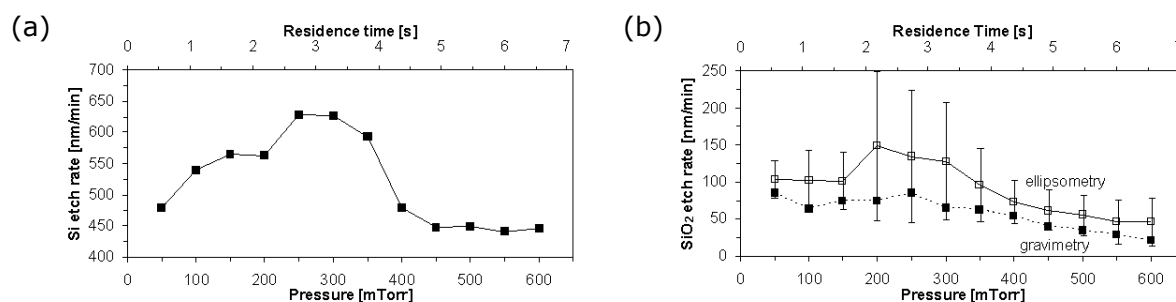 (a)
Residence time [s]
0 1 2 3 4 5 6 7
700
650
600
550
500
450
400
Si etch rate [nm/min]
0 100 200 300 400 500 600
Pressure [mTorr]
(b)
Residence Time [s]
0 1 2 3 4 5 6 7
250
200
150
100
50
0
SiO₂ etch rate [nm/min]
ellipsometry
gravimetry
0 100 200 300 400 500 600
Pressure [mTorr]